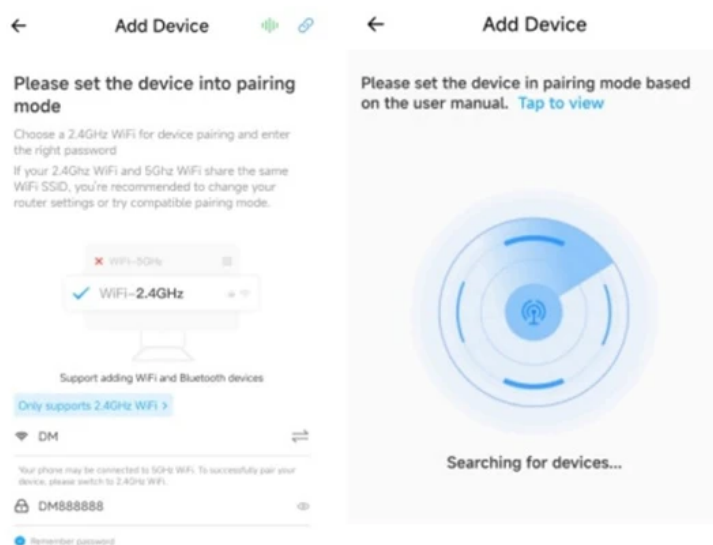 Add Device
Please set the device into pairing
mode
Choose a 2.4GHz WiFi for device pairing and enter
the right password
If your 2.4Ghz WiFi and 5Ghz WiFi share the same
WiFi SSID, you're recommended to change your
router settings or try compatible pairing mode.
WiFi-5GHz
WiFi-2.4GHz
Support adding WiFi and Bluetooth devices
Only supports 2.4GHz WiFi >
DM
Your phone may be connected to 5GHz WiFi. To successfully pair your
device, please switch to 2.4GHz WiFi.
DM888888
Remember password
Add Device
Please set the device in pairing mode based
on the user manual. Tap to view
Searching for devices...